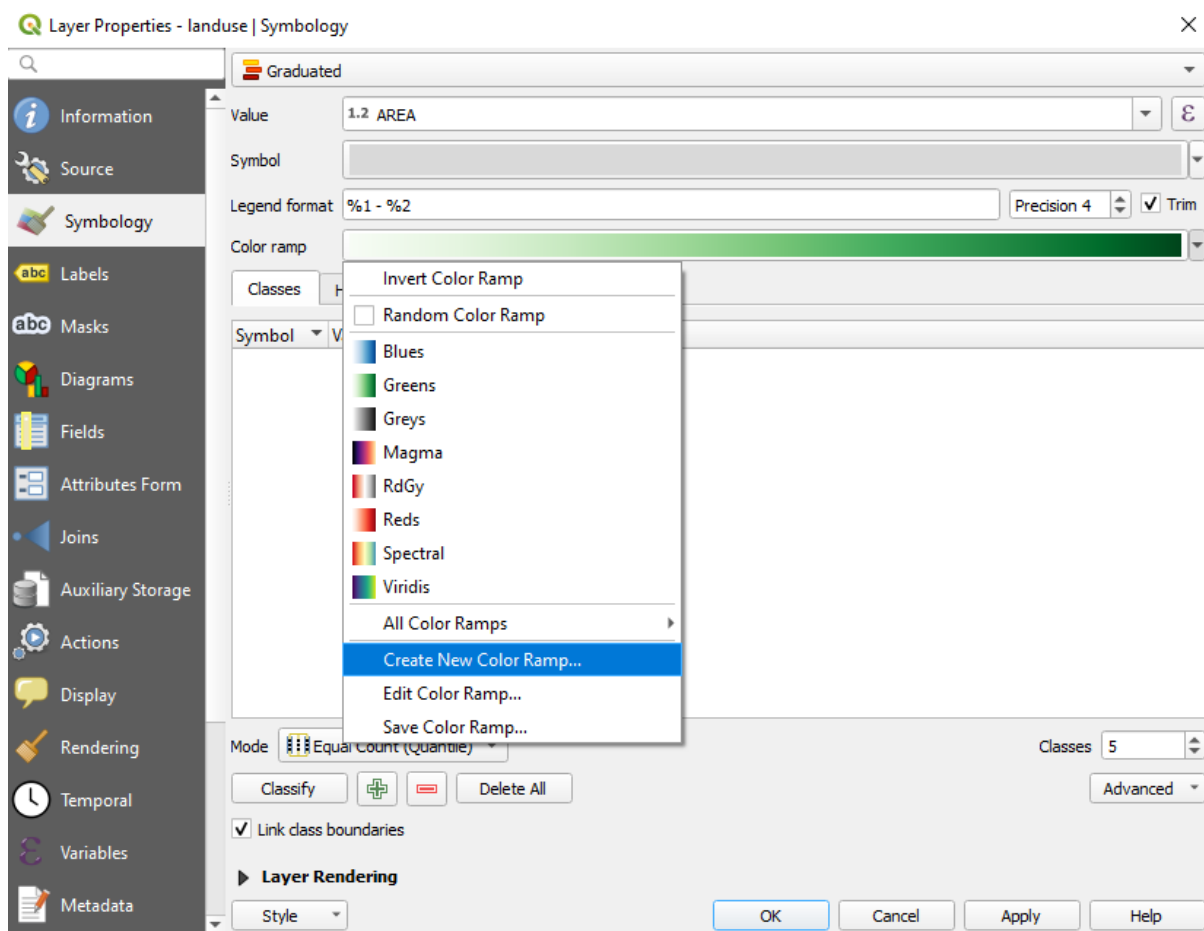 Layer Properties - landuse | Symbology
Information
Source
Symbology
abc Labels
abc Masks
Diagrams
Fields
Attributes Form
Joins
Auxiliary Storage
Actions
Display
Rendering
Temporal
Variables
Metadata
Graduated
Value 1.2 AREA ε
Symbol
Legend format %1 - %2 Precision 4 Trim
Color ramp
Classes H
Symbol V
Invert Color Ramp
Random Color Ramp
Blues
Greens
Greys
Magma
RdGy
Reds
Spectral
Viridis
All Color Ramps
Create New Color Ramp...
Edit Color Ramp...
Save Color Ramp...
Mode Equal Count (Quantile) Classes 5
Classify Delete All Advanced
Link class boundaries
Layer Rendering
Style OK Cancel Apply Help